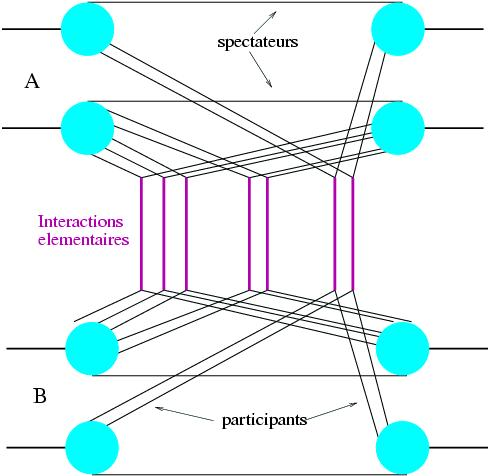 spectateurs
A
Interactions
elementaires
B
participants